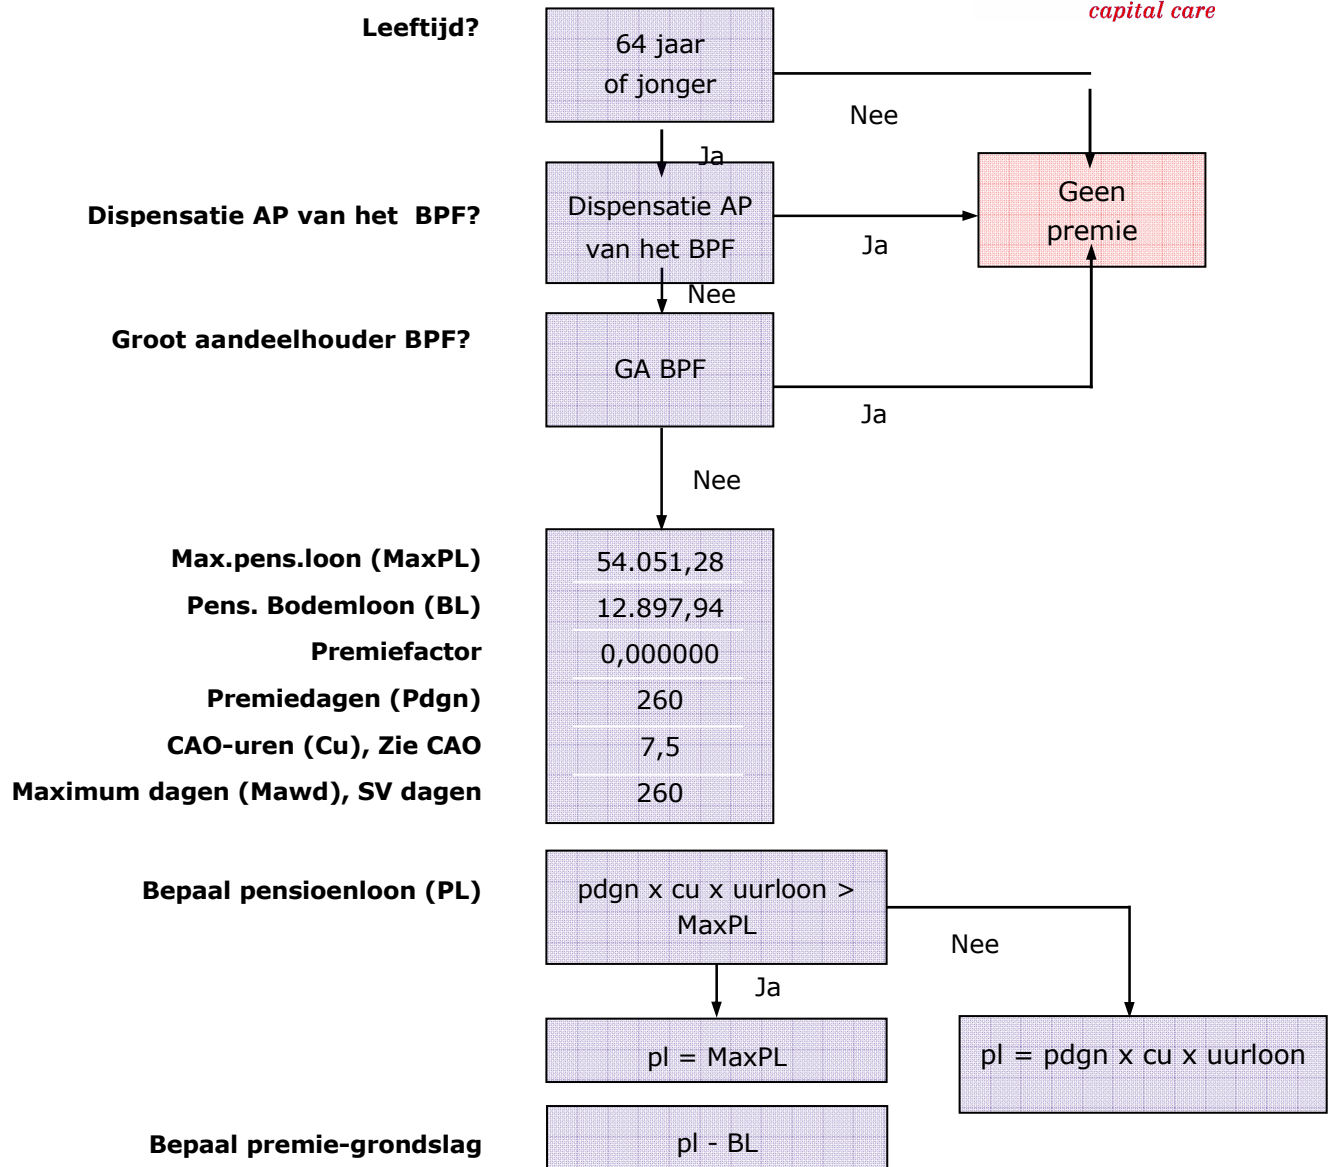 capital care
Leeftijd?
64 jaar
of jonger
Nee
Ja
Dispensatie AP van het BPF?
Dispensatie AP
van het BPF
Ja
Geen
premie
Nee
Groot aandeelhouder BPF?
GA BPF
Ja
Nee
Max.pens.loon (MaxPL) 54.051,28
Pens. Bodemloon (BL) 12.897,94
Premiefactor 0,000000
Premiedagen (Pdgn) 260
CAO-uren (Cu), Zie CAO 7,5
Maximum dagen (Mawd), SV dagen 260
Bepaal pensioenloon (PL)
pdgn x cu x uurloon >
MaxPL
Nee
Ja
pl = MaxPL
pl = pdgn x cu x uurloon
Bepaal premie-grondslag
pl - BL